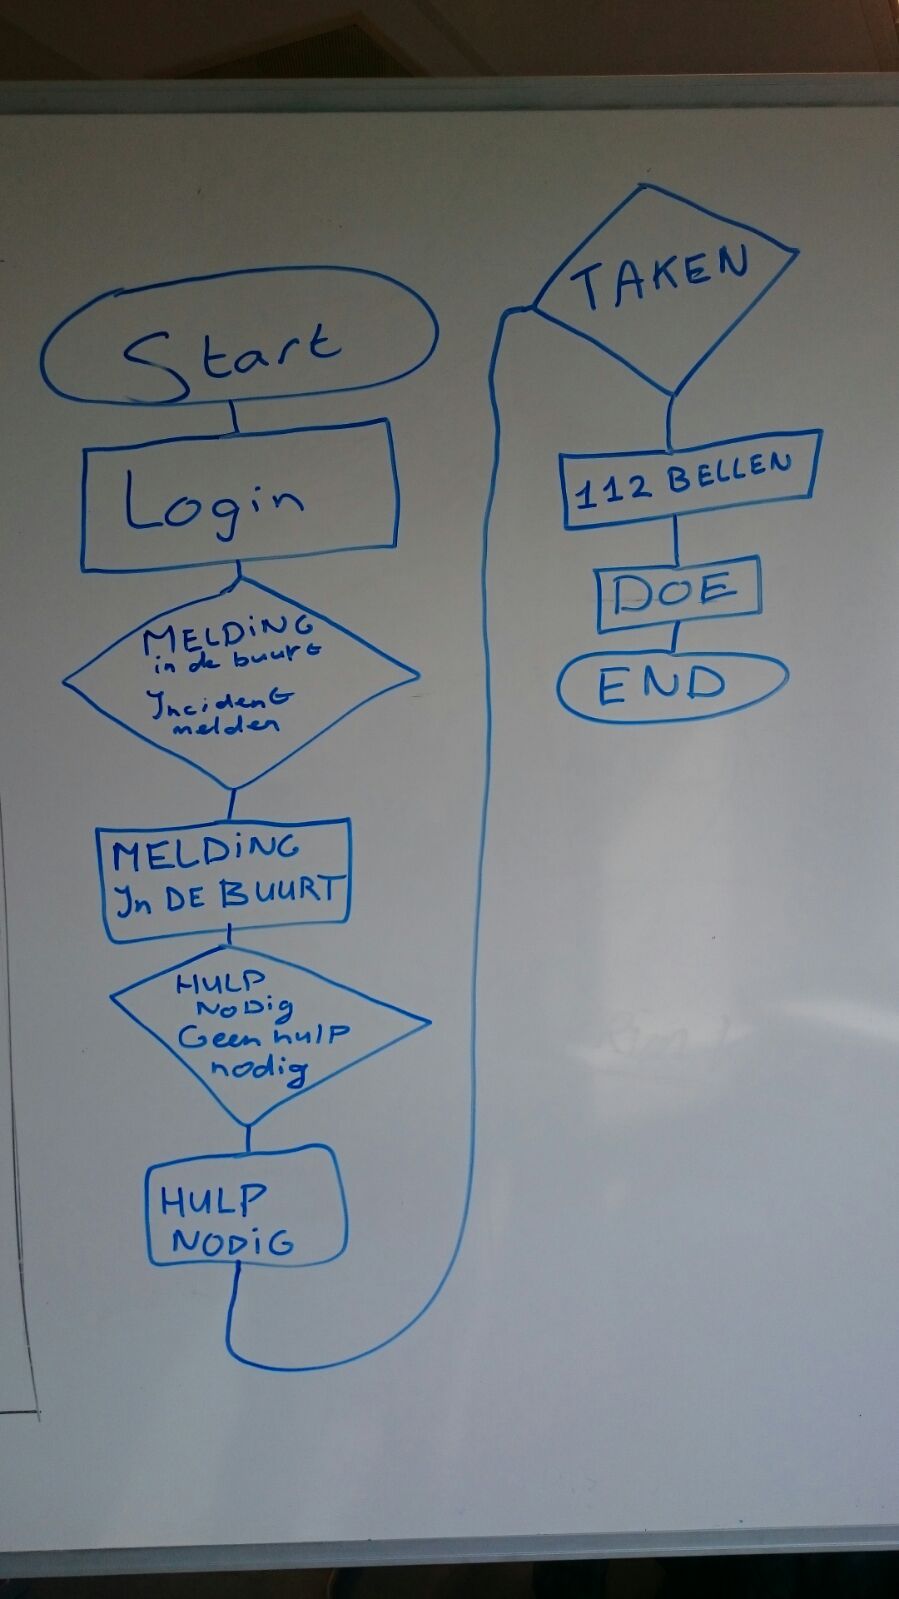 Start
Login
MELDiNG
in de buurt
Incident
melden
MELDiNG
In DE BUURT
HULP
NODig
Geen hulp
nodig
HULP
NODiG
TAKEN
112 BELLEN
DOE
END